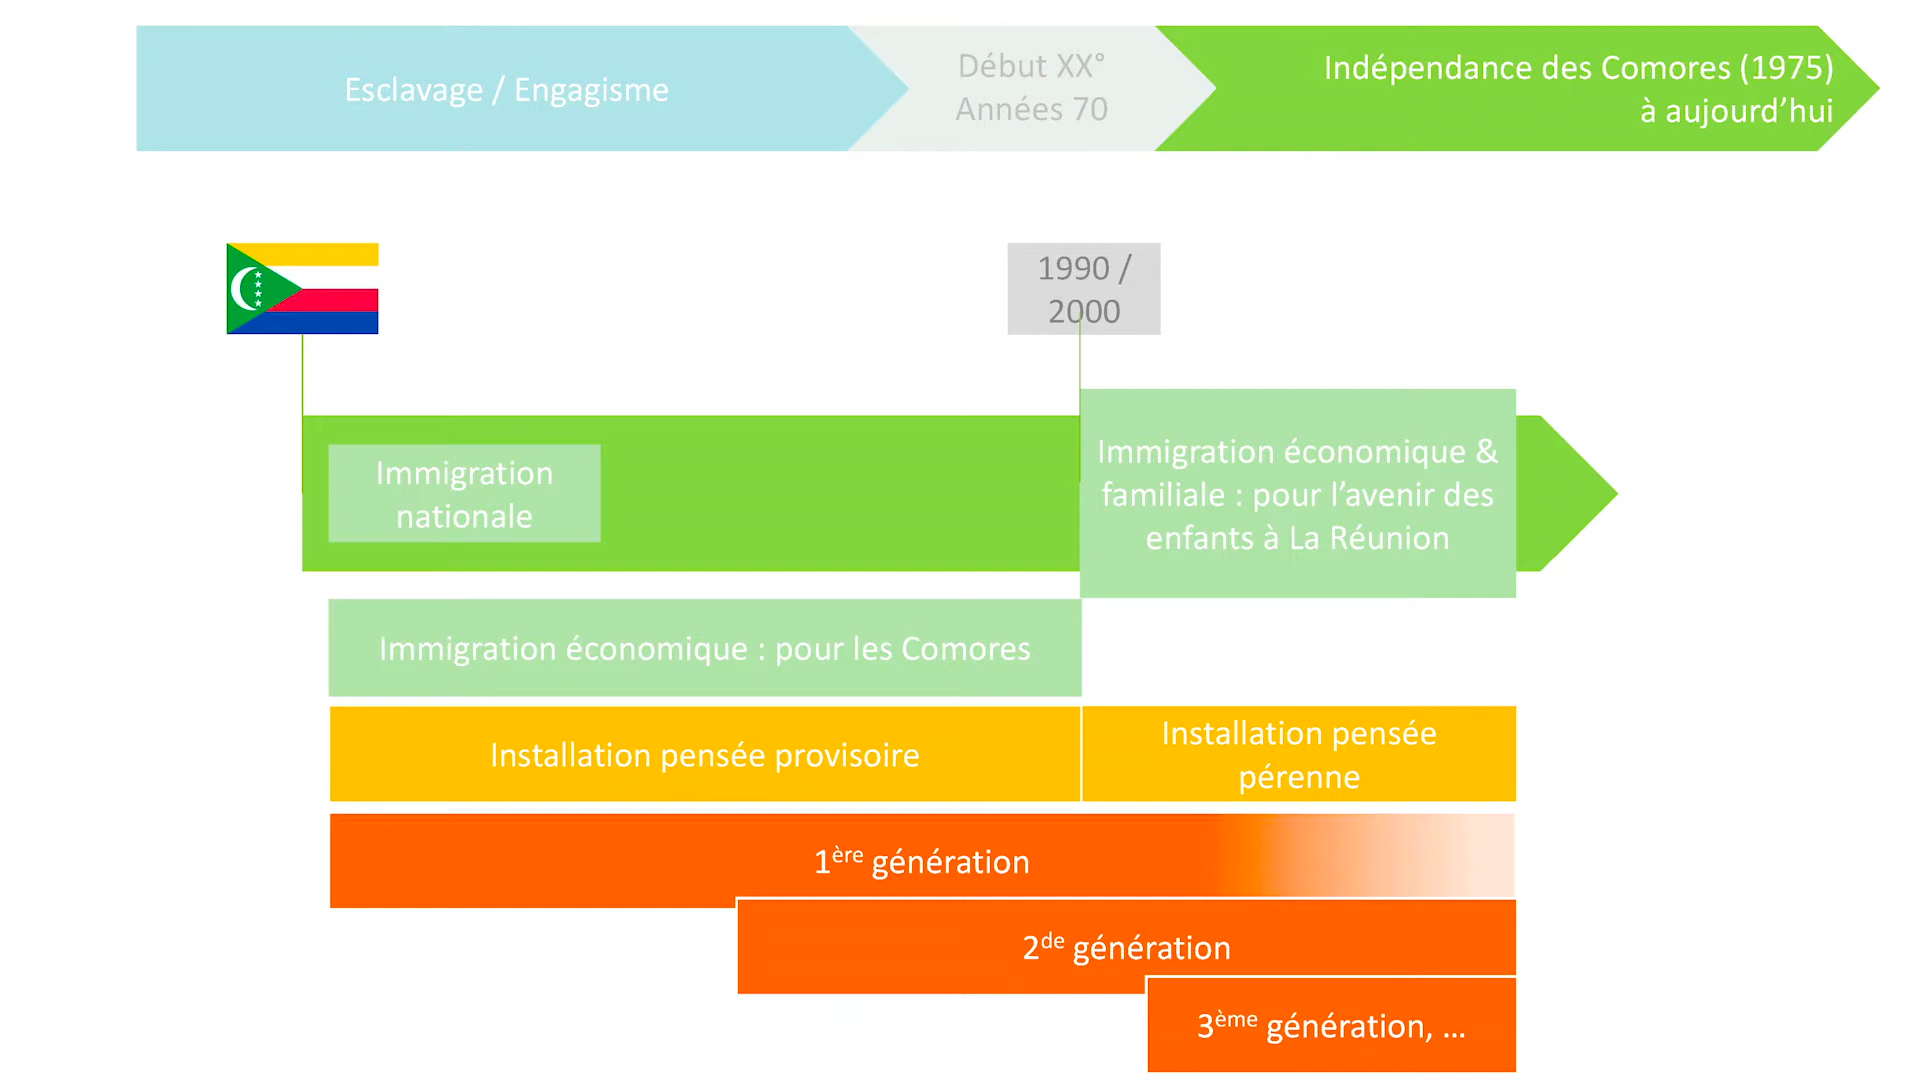 Esclavage / Engagisme
Début XX°
Années 70
Indépendance des Comores (1975)
à aujourd’hui
1990 /
2000
Immigration
nationale
Immigration économique &
familiale : pour l’avenir des
enfants à La Réunion
Immigration économique : pour les Comores
Installation pensée provisoire
Installation pensée
pérenne
1ère génération
2de génération
3ème génération, ...